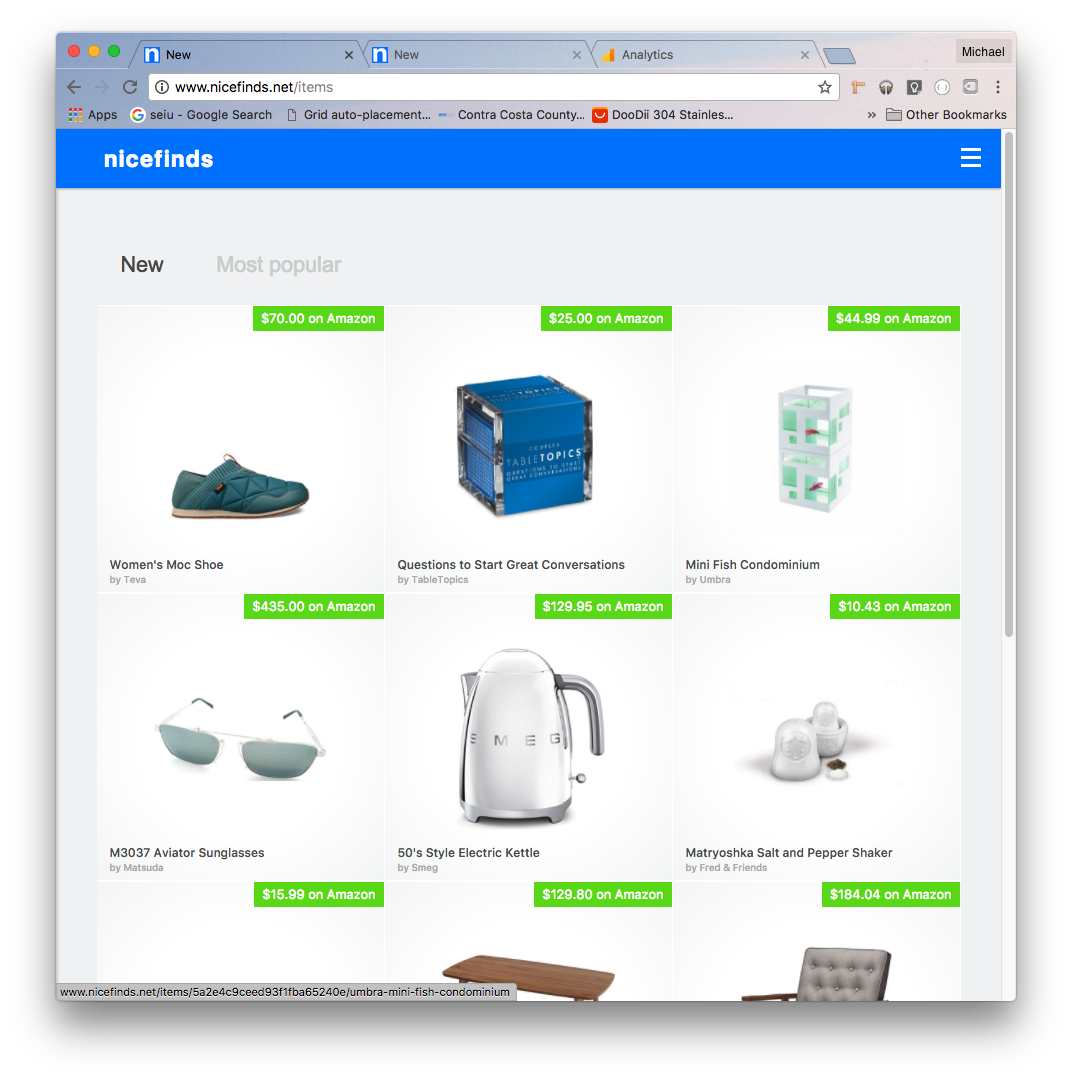 New
New
Analytics
Michael
www.nicefinds.net/items
Apps
seiu - Google Search
Grid auto-placement...
Contra Costa County...
DooDii 304 Stainles...
»
Other Bookmarks
nicefinds
New
Most popular
$70.00 on Amazon
$25.00 on Amazon
$44.99 on Amazon
TABLETOPICS
COUPLES
TABLETOPICS
QUESTIONS TO START
GREAT CONVERSATIONS
Women's Moc Shoe
by Teva
Questions to Start Great Conversations
by TableTopics
Mini Fish Condominium
by Umbra
$435.00 on Amazon
$129.95 on Amazon
$10.43 on Amazon
SMEG
M3037 Aviator Sunglasses
by Matsuda
50's Style Electric Kettle
by Smeg
Matryoshka Salt and Pepper Shaker
by Fred & Friends
$15.99 on Amazon
$129.80 on Amazon
$184.04 on Amazon
www.nicefinds.net/items/5a2e4c9ceed93f1fba65240e/umbra-mini-fish-condominium